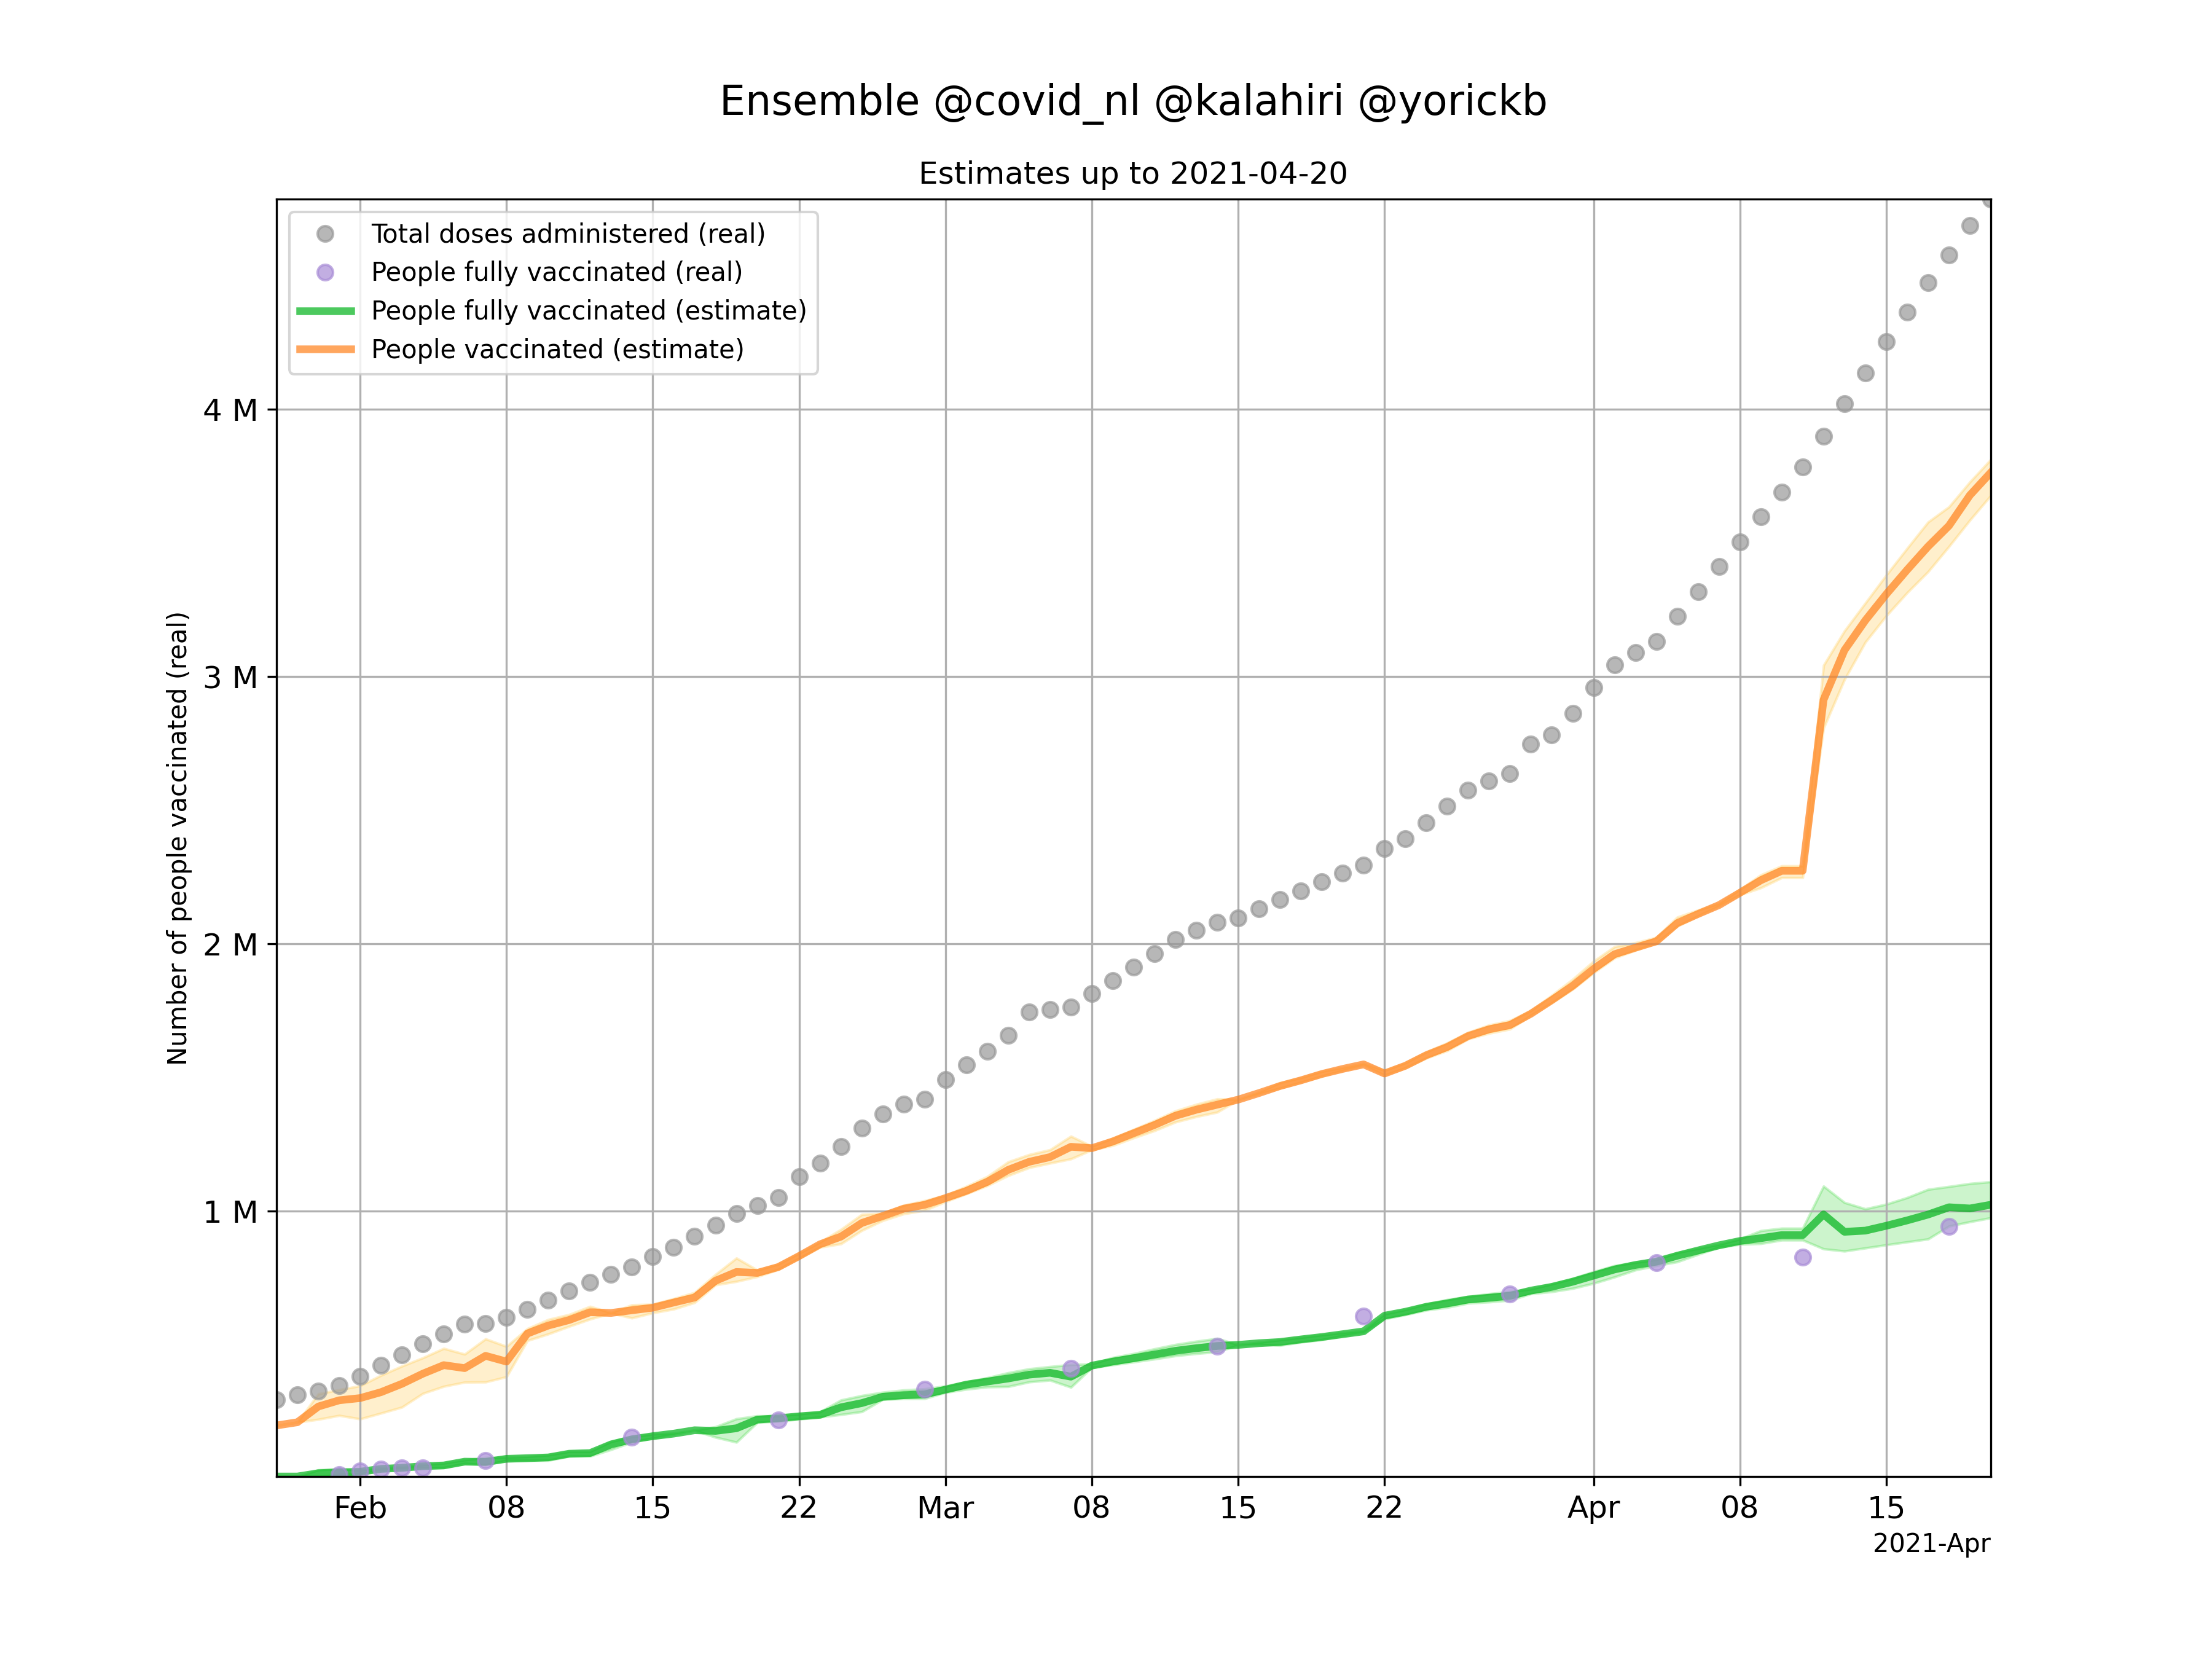 Ensemble @covid_nl @kalahiri @yorickb
Estimates up to 2021-04-20
Total doses administered (real)
People fully vaccinated (real)
People fully vaccinated (estimate)
People vaccinated (estimate)
4 M
3 M
2 M
1 M
Number of people vaccinated (real)
Feb 08 15 22 Mar 08 15 22 Apr 08 15
2021-Apr